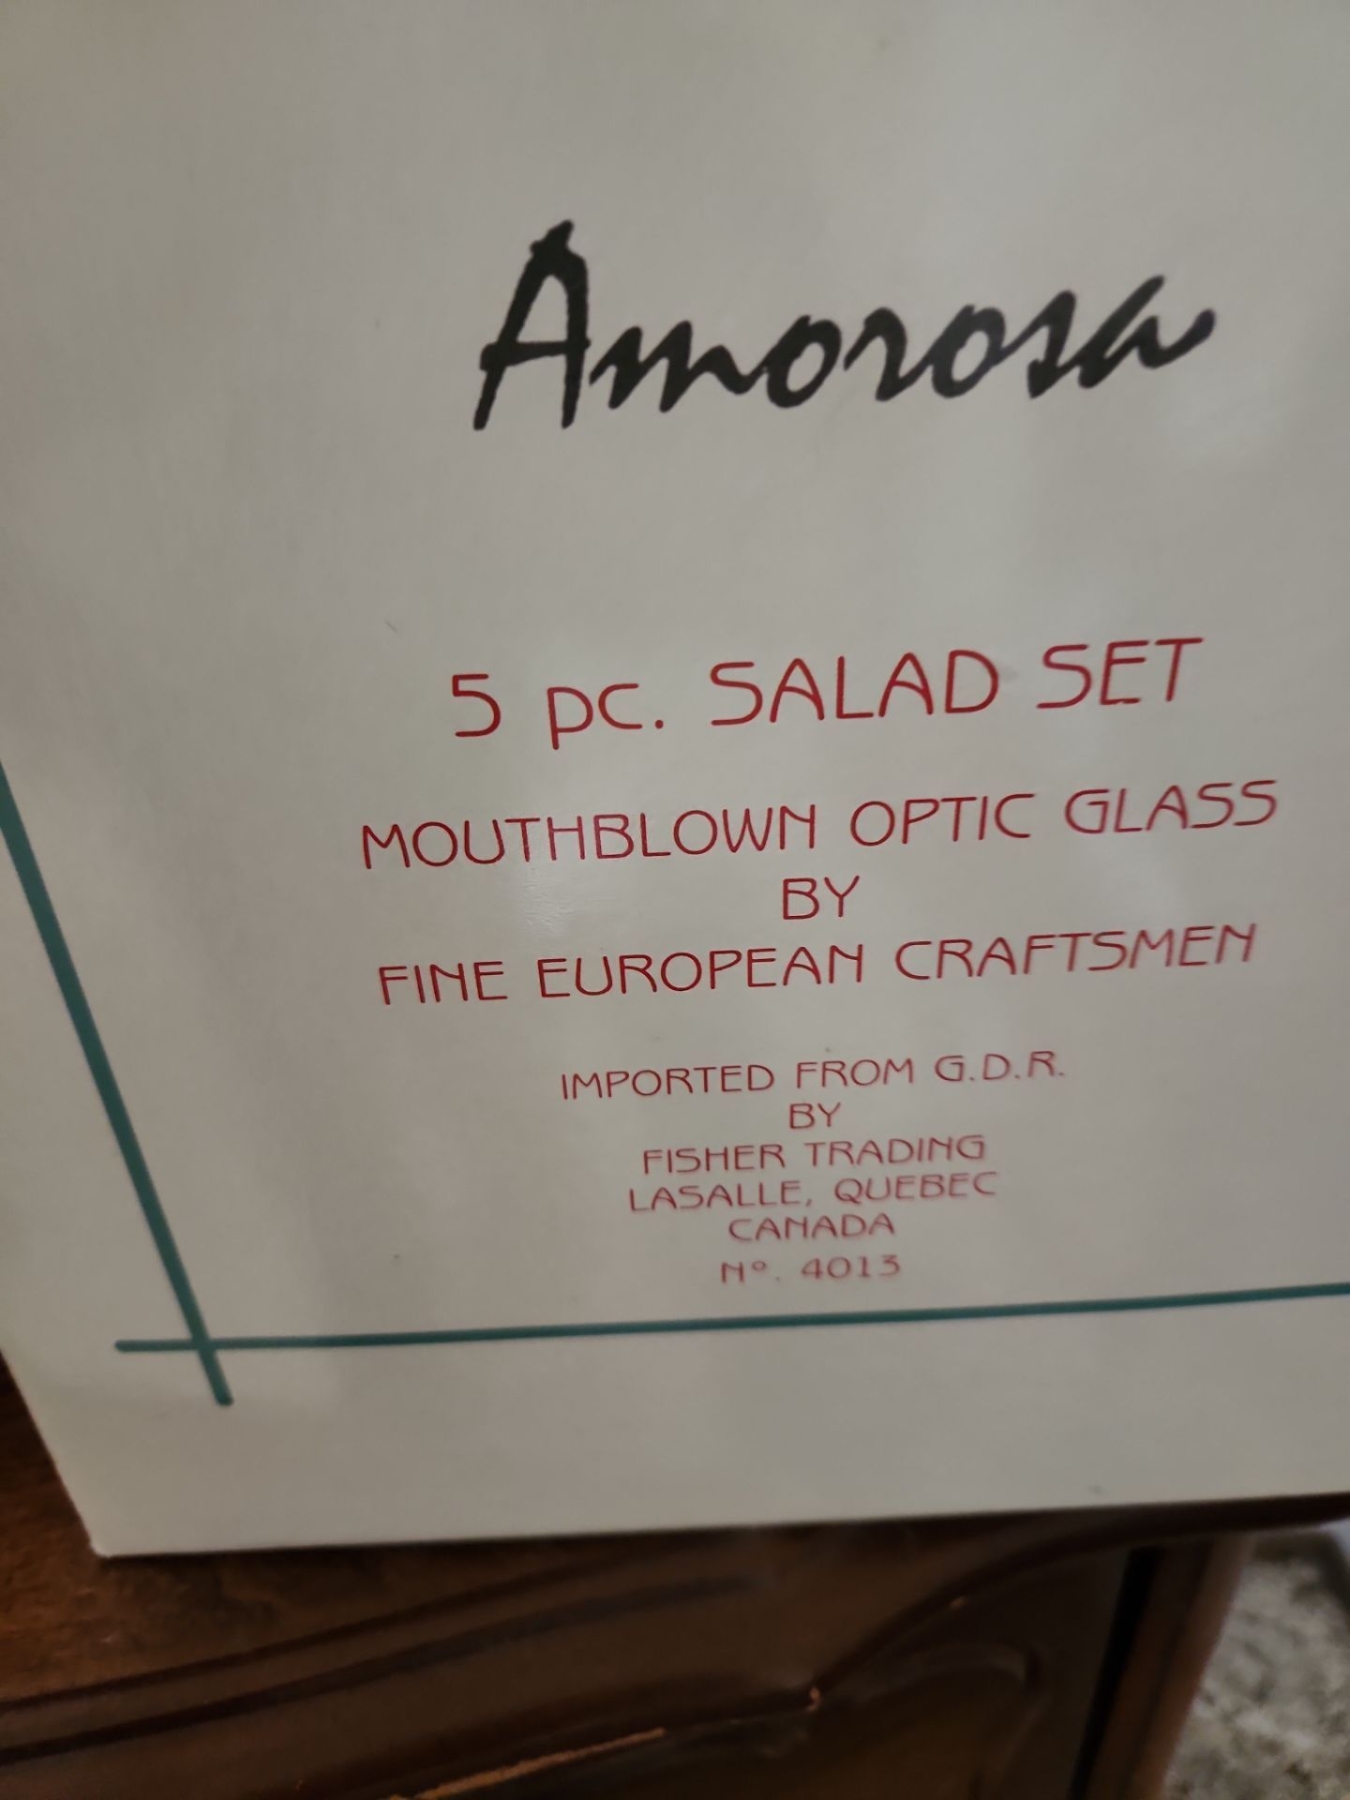 Amorosa
5 pc. SALAD SET
MOUTHBLOWN OPTIC GLASS
BY
FINE EUROPEAN CRAFTSMEN
IMPORTED FROM G.D.R.
BY
FISHER TRADING
LASALLE, QUEBEC
CANADA
Nº. 4013